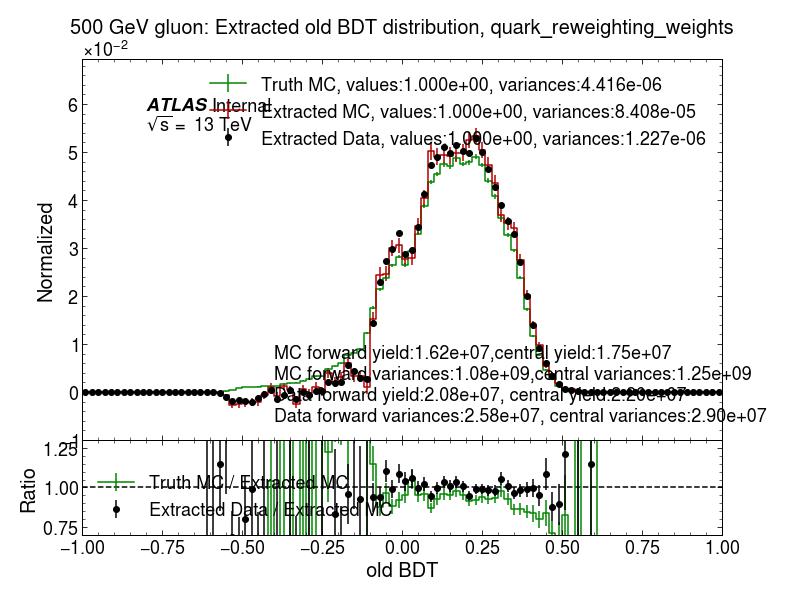 500 GeV gluon: Extracted old BDT distribution, quark_reweighting_weights
×10⁻²
Truth MC, values:1.000e+00, variances:4.416e-06
ATLAS Internal
Extracted MC, values:1.000e+00, variances:8.408e-05
√s = 13 TeV
Extracted Data, values:1.000e+00, variances:1.227e-06
6
5
4
3
2
1
0
Normalized
MC forward yield:1.62e+07,central yield:1.75e+07
MC forward variances:1.08e+09,central variances:1.25e+09
Data forward yield:2.08e+07, central yield:2.20e+07
Data forward variances:2.58e+07, central variances:2.90e+07
1.25
1.00
0.75
Ratio
Truth MC / Extracted MC
Extracted Data / Extracted MC
−1.00 −0.75 −0.50 −0.25 0.00 0.25 0.50 0.75 1.00
old BDT